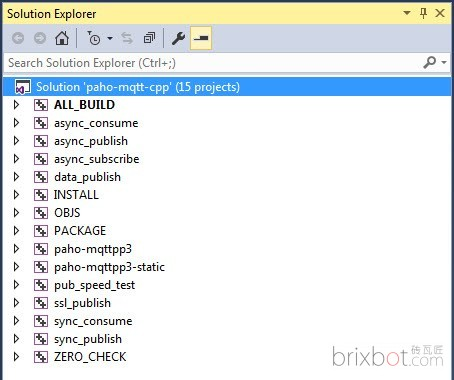 Solution Explorer
Search Solution Explorer (Ctrl+;)
Solution 'paho-mqtt-cpp' (15 projects)
ALL_BUILD
async_consume
async_publish
async_subscribe
data_publish
INSTALL
OBJS
PACKAGE
paho-mqttpp3
paho-mqttpp3-static
pub_speed_test
ssl_publish
sync_consume
sync_publish
ZERO_CHECK
砖瓦匠
brixbot.com